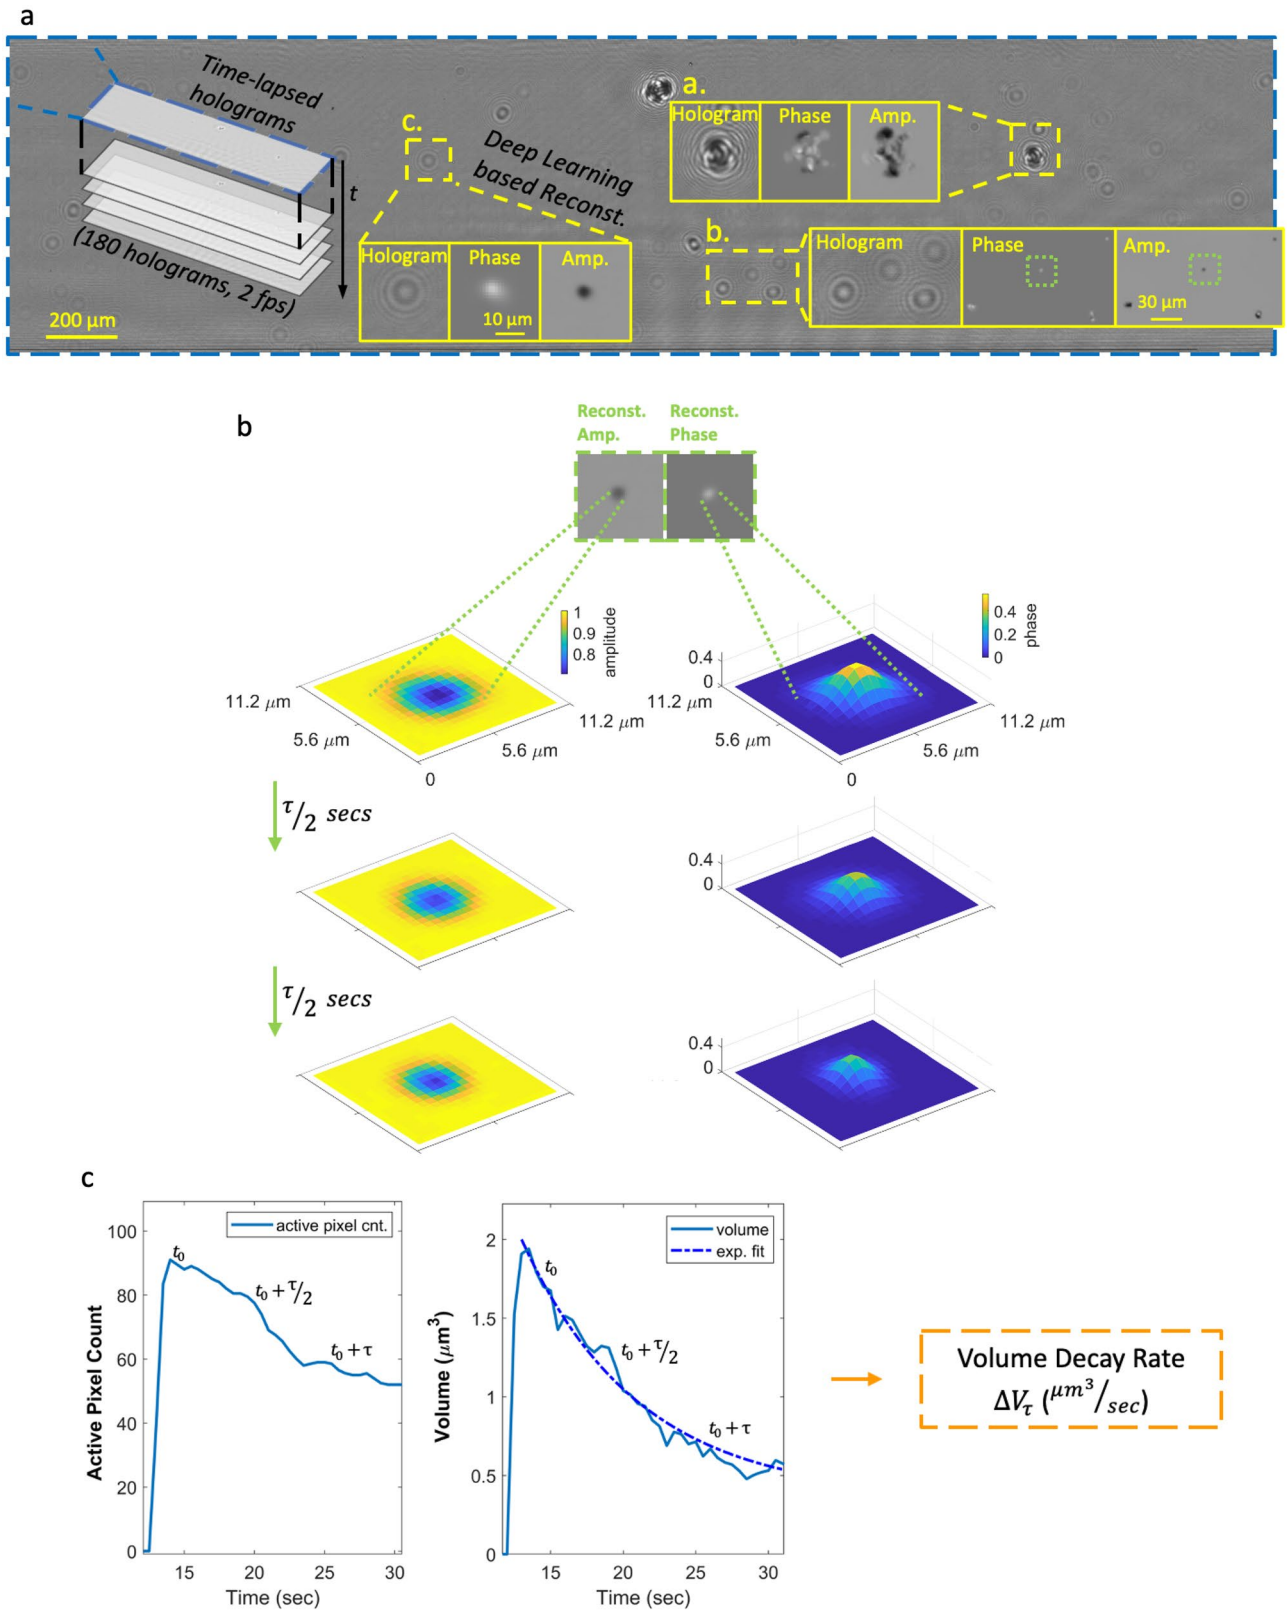 a
Time-lapsed
holograms
t
(180 holograms, 2 fps)
200 μm
c.
Deep Learning
based Reconst.
Hologram
Phase
Amp.
10 μm
a.
Hologram
Phase
Amp.
b.
Hologram
Phase
Amp.
30 μm
b
Reconst.
Amp.
Reconst.
Phase
1
0.9
0.8
amplitude
11.2 μm
5.6 μm
0
5.6 μm
11.2 μm
0.4
0.2
0
phase
0.4
0
11.2 μm
5.6 μm
0
5.6 μm
11.2 μm
τ/2 secs
0.4
0
τ/2 secs
0.4
0
c
active pixel cnt.
t0
t0 + τ/2
t0 + τ
100
80
60
40
20
0
Active Pixel Count
15 20 25 30
Time (sec)
volume
exp. fit
t0
t0 + τ/2
t0 + τ
2
1.5
1
0.5
0
Volume (μm³)
15 20 25 30
Time (sec)
Volume Decay Rate
ΔVτ (μm³/sec)